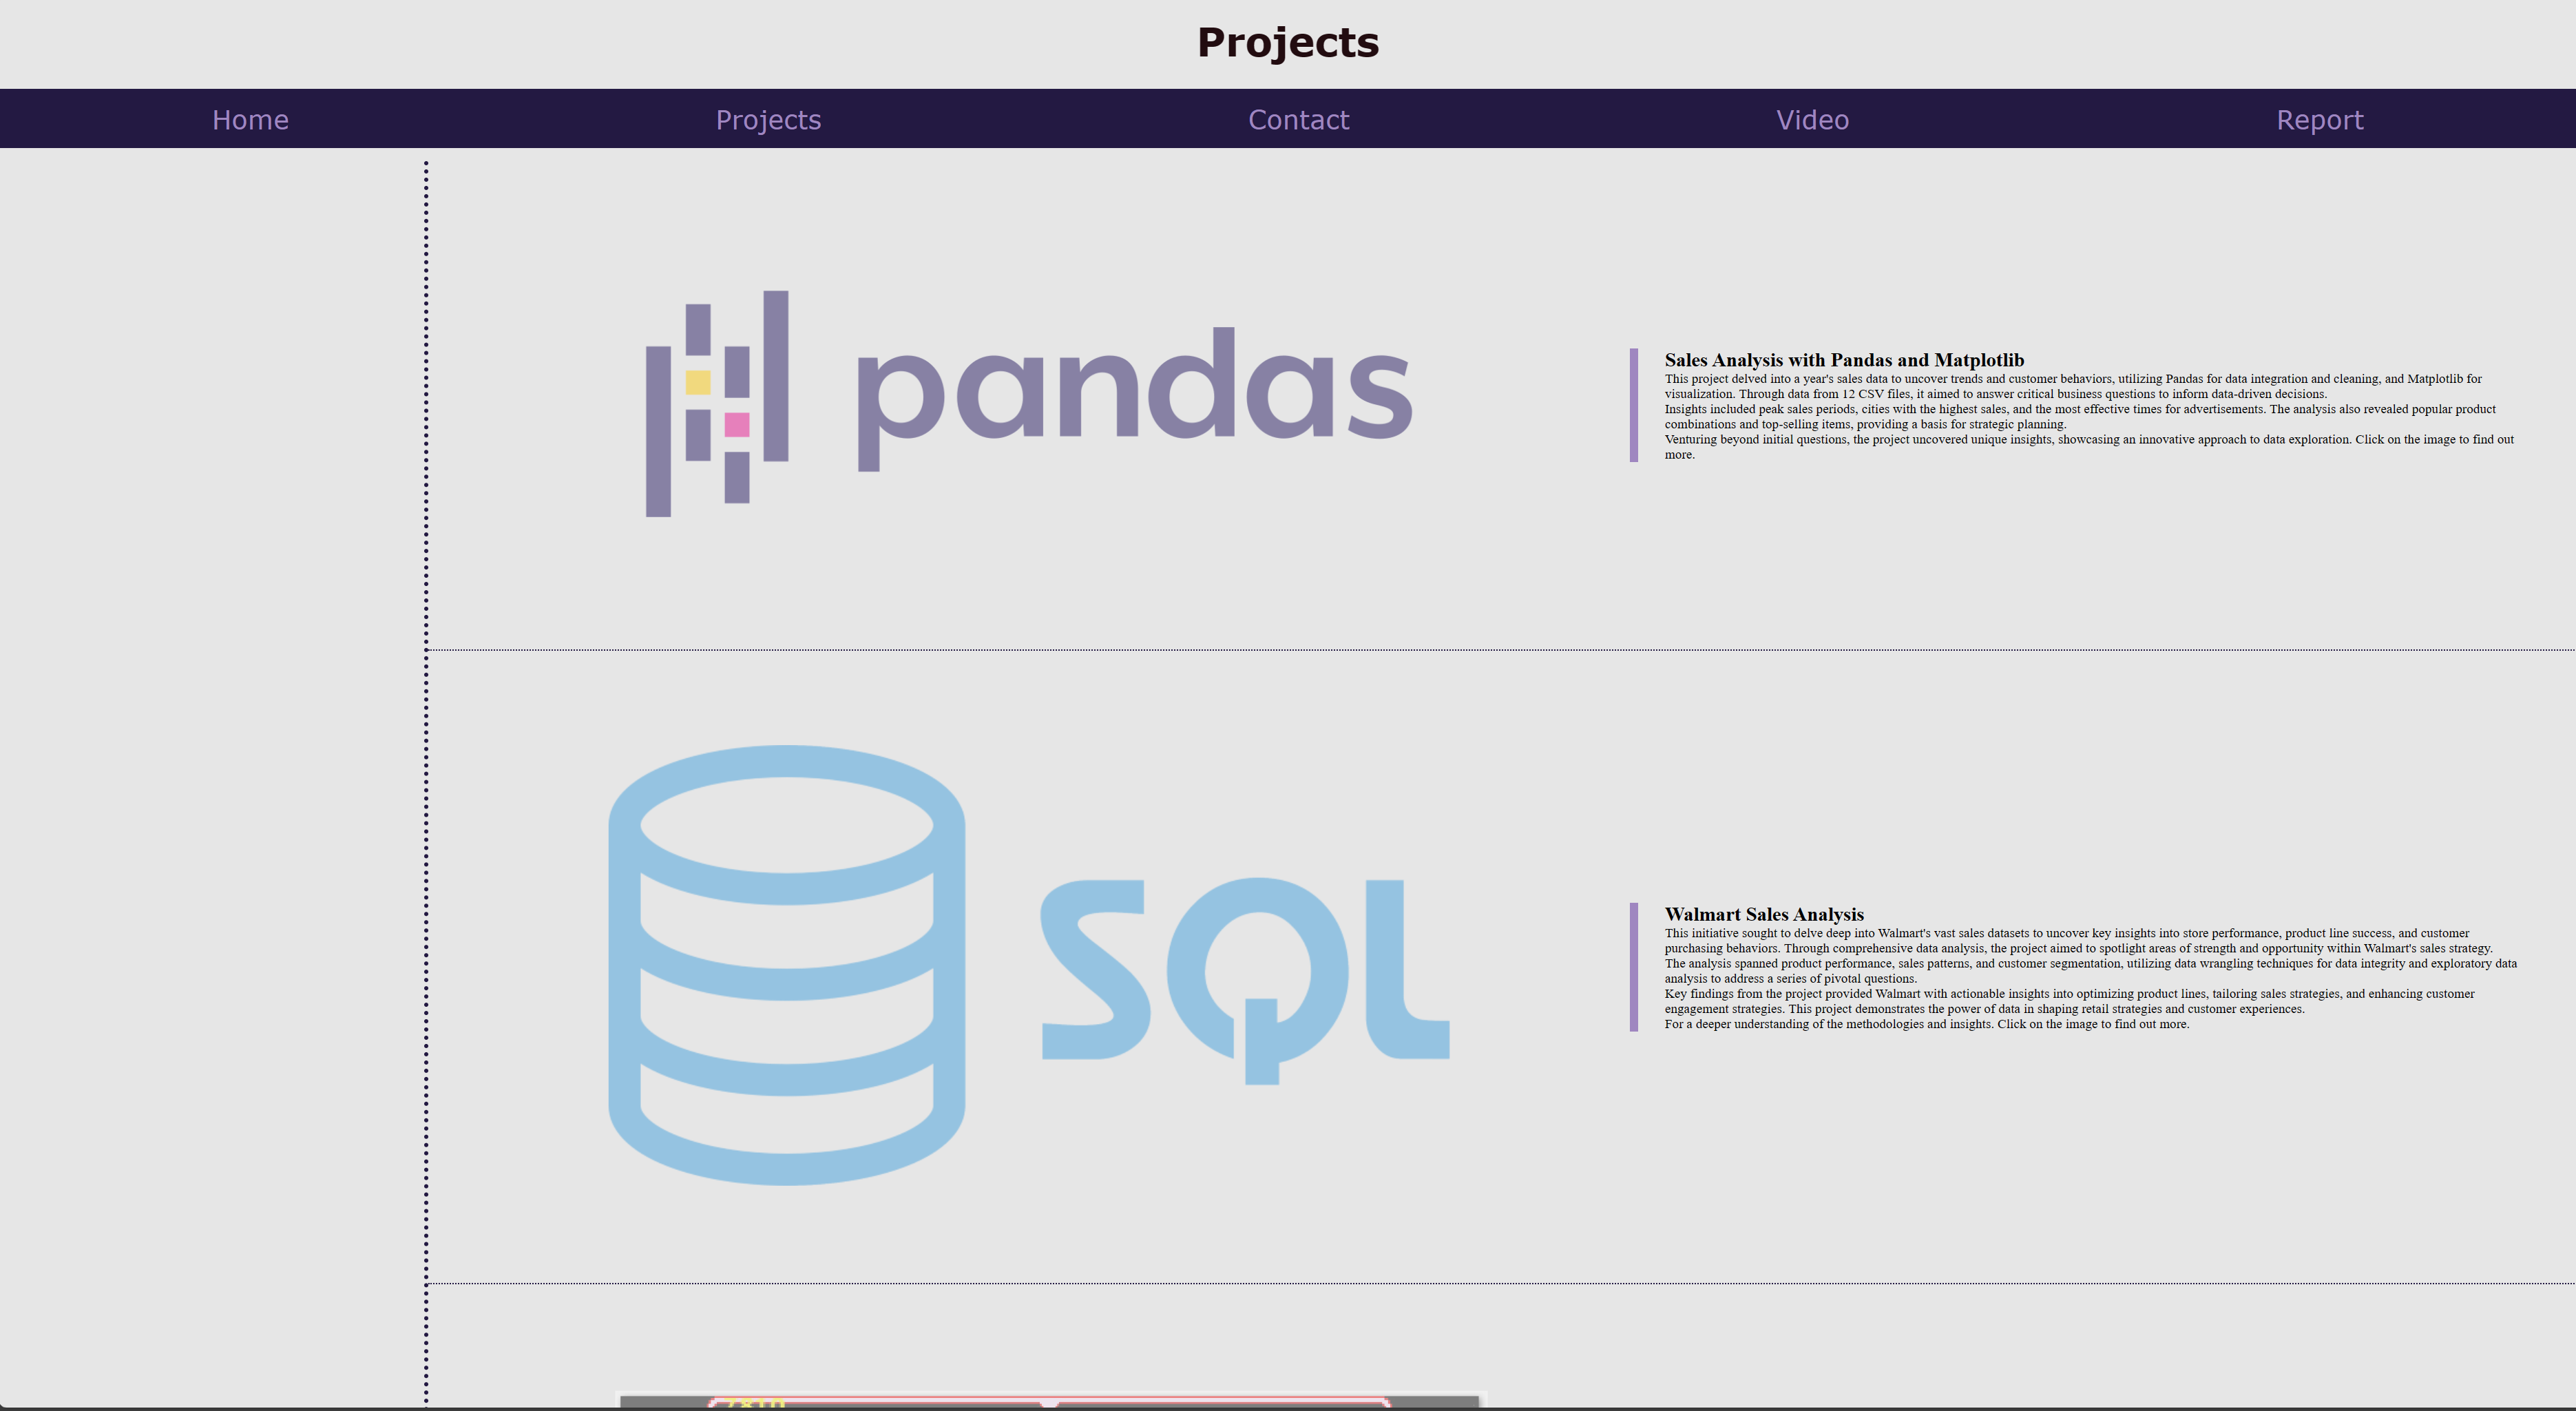 Projects
Home Projects Contact Video Report
pandas
Sales Analysis with Pandas and Matplotlib
This project delved into a year's sales data to uncover trends and customer behaviors, utilizing Pandas for data integration and cleaning, and Matplotlib for
visualization. Through data from 12 CSV files, it aimed to answer critical business questions to inform data-driven decisions.
Insights included peak sales periods, cities with the highest sales, and the most effective times for advertisements. The analysis also revealed popular product
combinations and top-selling items, providing a basis for strategic planning.
Venturing beyond initial questions, the project uncovered unique insights, showcasing an innovative approach to data exploration. Click on the image to find out
more.
SQL
Walmart Sales Analysis
This initiative sought to delve deep into Walmart's vast sales datasets to uncover key insights into store performance, product line success, and customer
purchasing behaviors. Through comprehensive data analysis, the project aimed to spotlight areas of strength and opportunity within Walmart's sales strategy.
The analysis spanned product performance, sales patterns, and customer segmentation, utilizing data wrangling techniques for data integrity and exploratory data
analysis to address a series of pivotal questions.
Key findings from the project provided Walmart with actionable insights into optimizing product lines, tailoring sales strategies, and enhancing customer
engagement strategies. This project demonstrates the power of data in shaping retail strategies and customer experiences.
For a deeper understanding of the methodologies and insights. Click on the image to find out more.